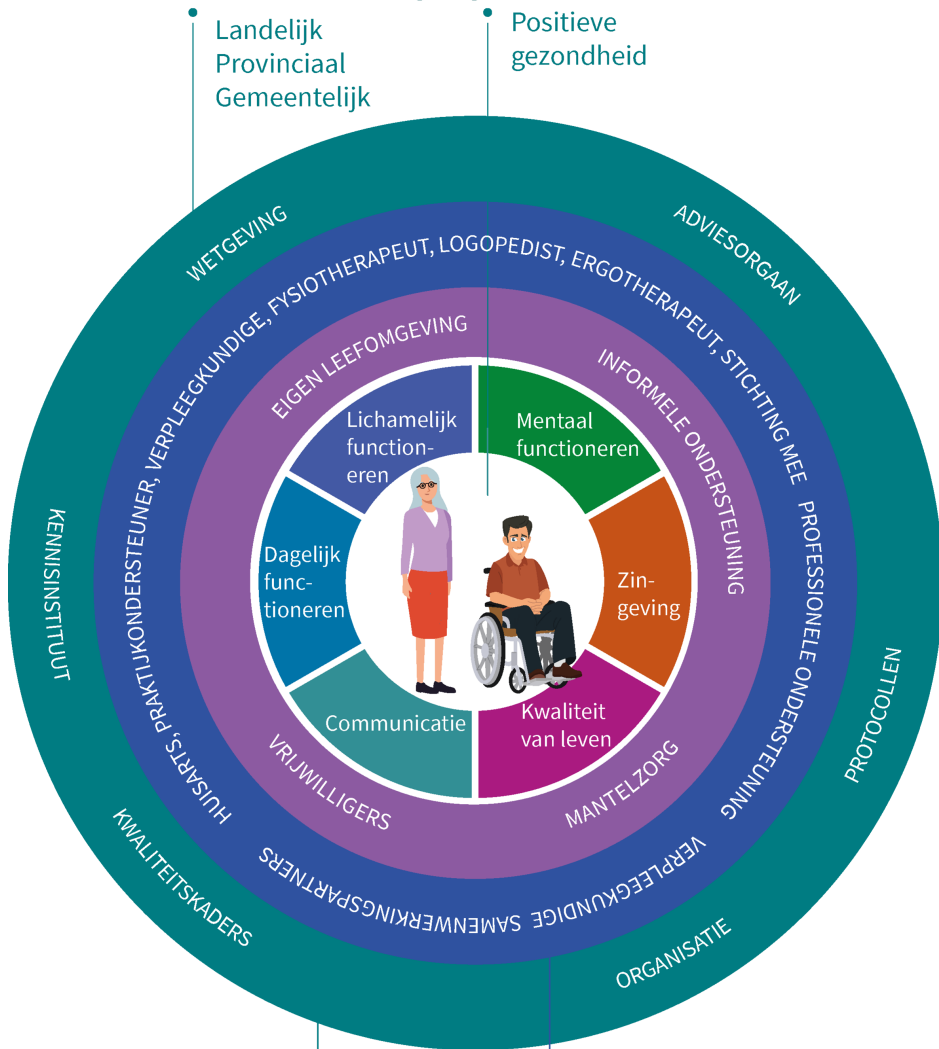 Landelijk
Provinciaal
Gemeentelijk
Positieve
gezondheid
WETGEVING
ADVIESORGAAN
PROTOCOLLEN
ORGANISATIE
KWALITEITSKADERS
KENNISINSTITUUT
HUISARTS, PRAKTIJKONDERSTEUNER, VERPLEEGKUNDIGE, FYSIOTHERAPEUT, LOGOPEDIST, ERGOTHERAPEUT, STICHTING MEE
PROFESSIONELE ONDERSTEUNING
VERPLEEGKUNDIGE SAMENWERKINGSPARTNERS
EIGEN LEEFOMGEVING
INFORMELE ONDERSTEUNING
MANTELZORG
VRIJWILLIGERS
Lichamelijk
function-
eren
Mentaal
functioneren
Zin-
geving
Kwaliteit
van leven
Communicatie
Dagelijk
func-
tioneren